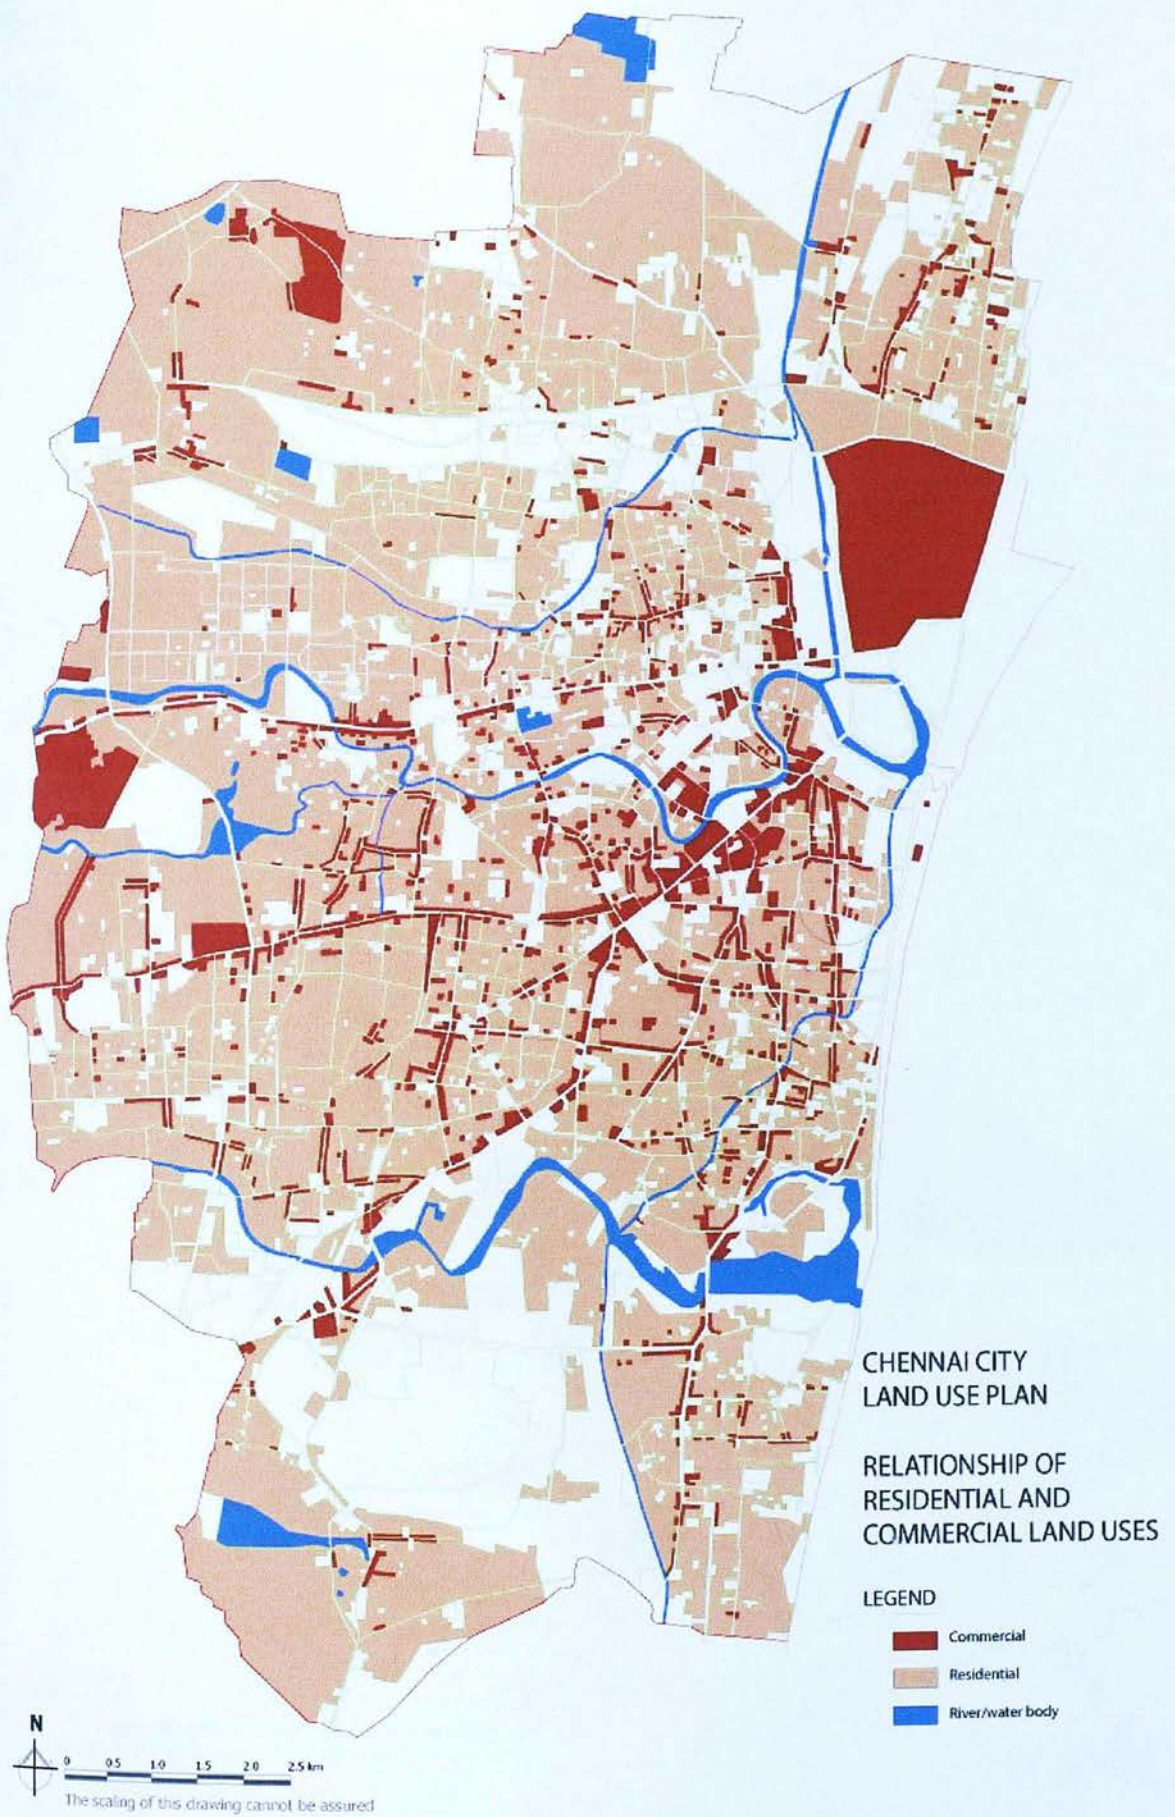 CHENNAI CITY
LAND USE PLAN
RELATIONSHIP OF
RESIDENTIAL AND
COMMERCIAL LAND USES
LEGEND
Commercial
Residential
River/water body
N
0 0.5 1.0 1.5 2.0 2.5 km
The scaling of this drawing cannot be assured